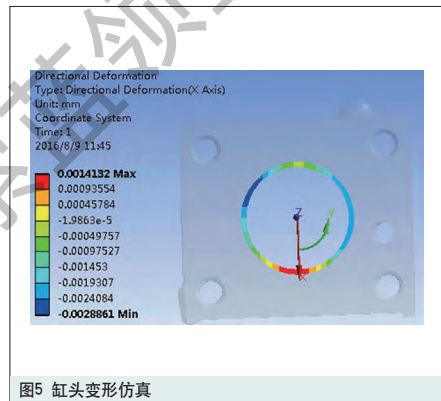 Directional Deformation
Type: Directional Deformation(X Axis)
Unit: mm
Coordinate System
Time: 1
2016/8/9 11:45
0.0014132 Max
0.00093554
0.00045784
-1.9863e-5
-0.00049757
-0.00097527
-0.001453
-0.0019307
-0.0024084
-0.0028861 Min
Z
Y
X
图5 缸头变形仿真